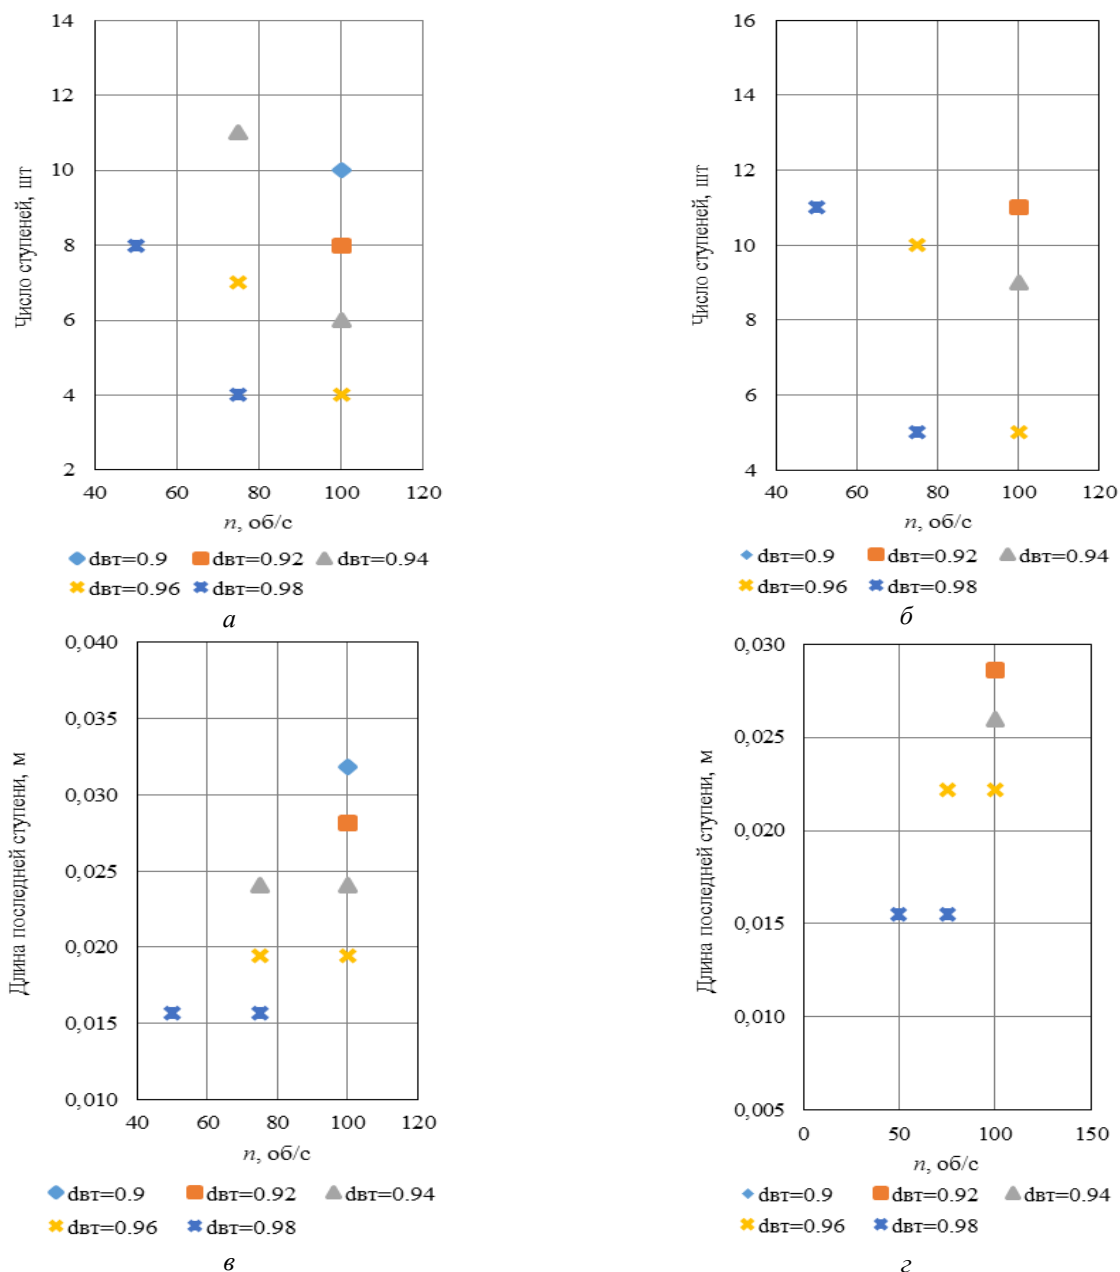 14
12
10
8
6
4
2
Число ступеней, шт
40 60 80 100 120
n, об/с
dвт=0.9 dвт=0.92 dвт=0.94
dвт=0.96 dвт=0.98
а
16
14
12
10
8
6
4
Число ступеней, шт
40 60 80 100 120
n, об/с
dвт=0.9 dвт=0.92 dвт=0.94
dвт=0.96 dвт=0.98
б
0,040
0,035
0,030
0,025
0,020
0,015
0,010
Длина последней ступени, м
40 60 80 100 120
n, об/с
dвт=0.9 dвт=0.92 dвт=0.94
dвт=0.96 dвт=0.98
в
0,030
0,025
0,020
0,015
0,010
0,005
Длина последней ступени, м
0 50 100 150
n, об/с
dвт=0.9 dвт=0.92 dвт=0.94
dвт=0.96 dвт=0.98
г